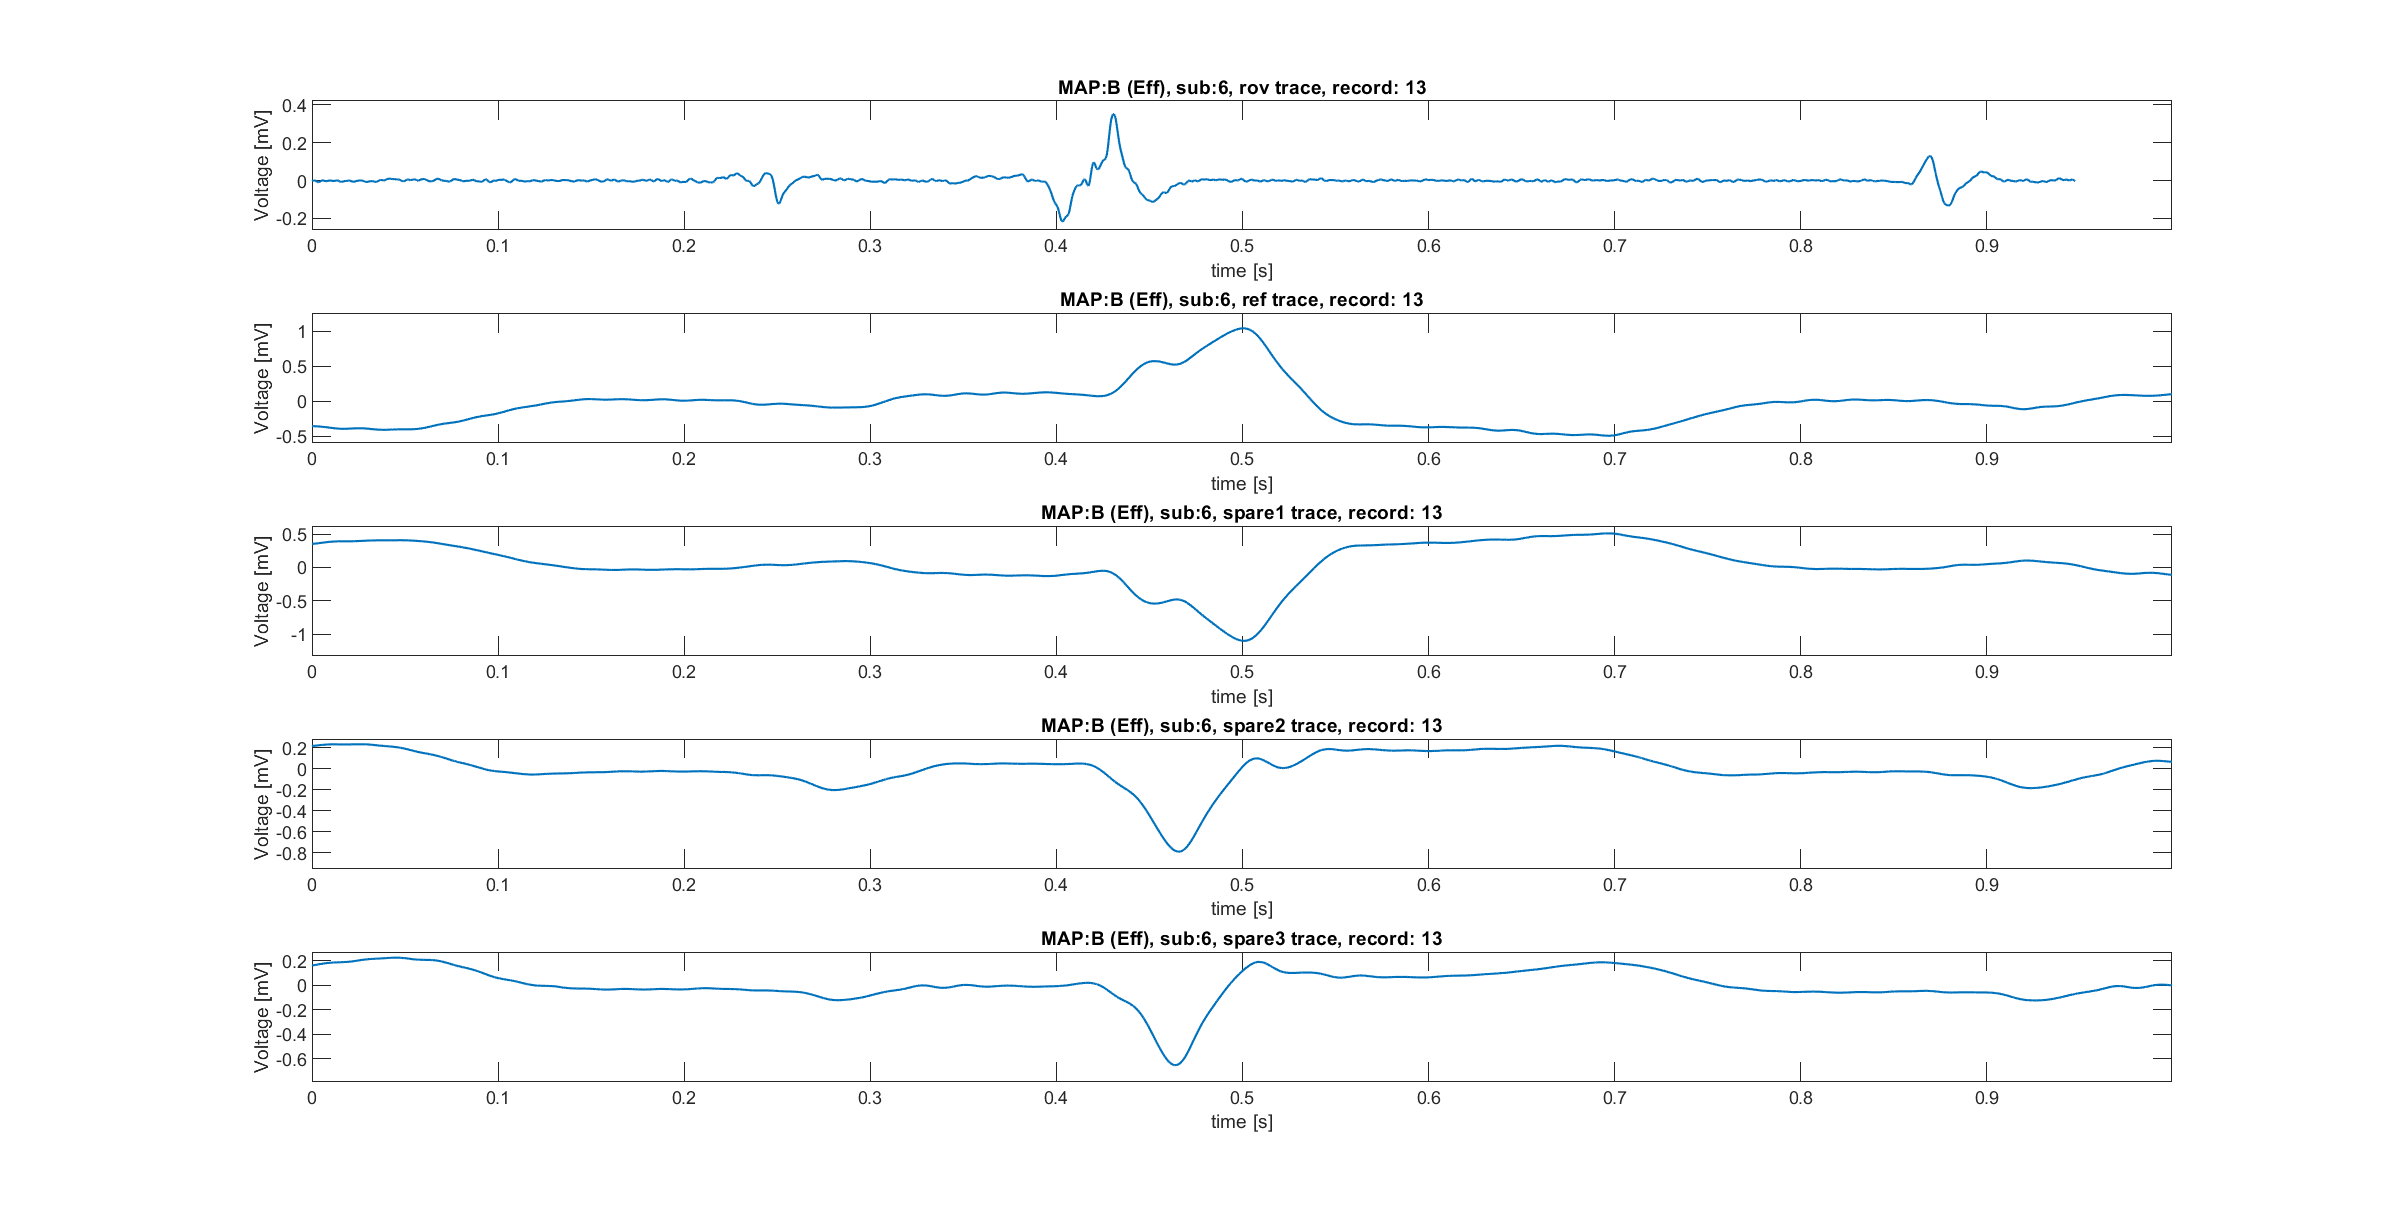 MAP:B (Eff), sub:6, rov trace, record: 13
Voltage [mV]
0.4
0.2
0
-0.2
0 0.1 0.2 0.3 0.4 0.5 0.6 0.7 0.8 0.9
time [s]
MAP:B (Eff), sub:6, ref trace, record: 13
Voltage [mV]
1
0.5
0
-0.5
0 0.1 0.2 0.3 0.4 0.5 0.6 0.7 0.8 0.9
time [s]
MAP:B (Eff), sub:6, spare1 trace, record: 13
Voltage [mV]
0.5
0
-0.5
-1
0 0.1 0.2 0.3 0.4 0.5 0.6 0.7 0.8 0.9
time [s]
MAP:B (Eff), sub:6, spare2 trace, record: 13
Voltage [mV]
0.2
0
-0.2
-0.4
-0.6
-0.8
0 0.1 0.2 0.3 0.4 0.5 0.6 0.7 0.8 0.9
time [s]
MAP:B (Eff), sub:6, spare3 trace, record: 13
Voltage [mV]
0.2
0
-0.2
-0.4
-0.6
0 0.1 0.2 0.3 0.4 0.5 0.6 0.7 0.8 0.9
time [s]